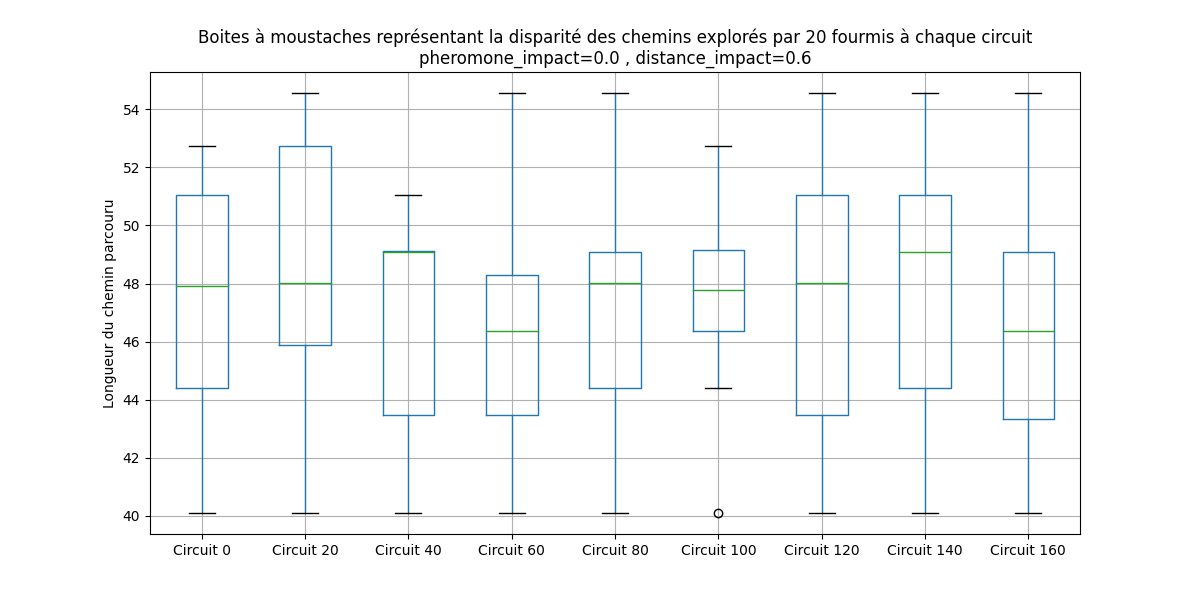 Boites à moustaches représentant la disparité des chemins explorés par 20 fourmis à chaque circuit
pheromone_impact=0.0 , distance_impact=0.6
Longueur du chemin parcouru
54
52
50
48
46
44
42
40
Circuit 0
Circuit 20
Circuit 40
Circuit 60
Circuit 80
Circuit 100
Circuit 120
Circuit 140
Circuit 160